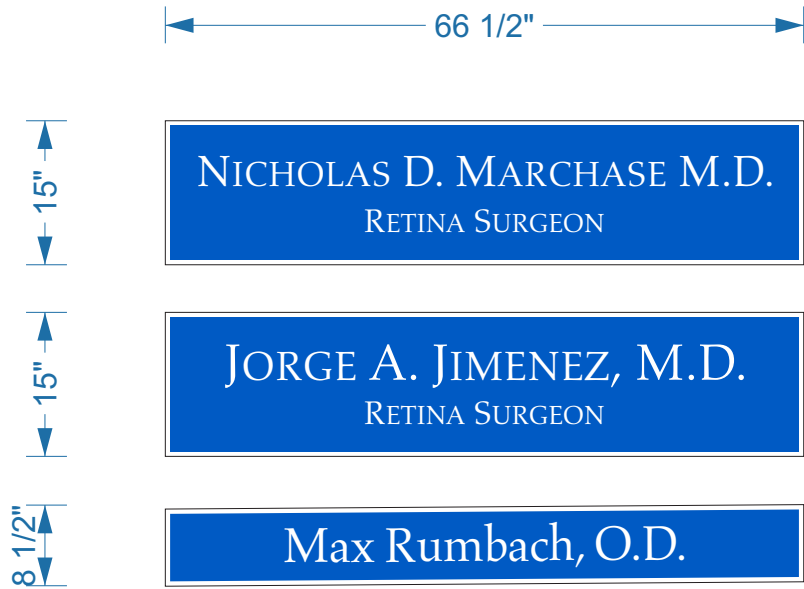 66 1/2"
15"
NICHOLAS D. MARCHASE M.D.
RETINA SURGEON
15"
JORGE A. JIMENEZ, M.D.
RETINA SURGEON
8 1/2"
Max Rumbach, O.D.